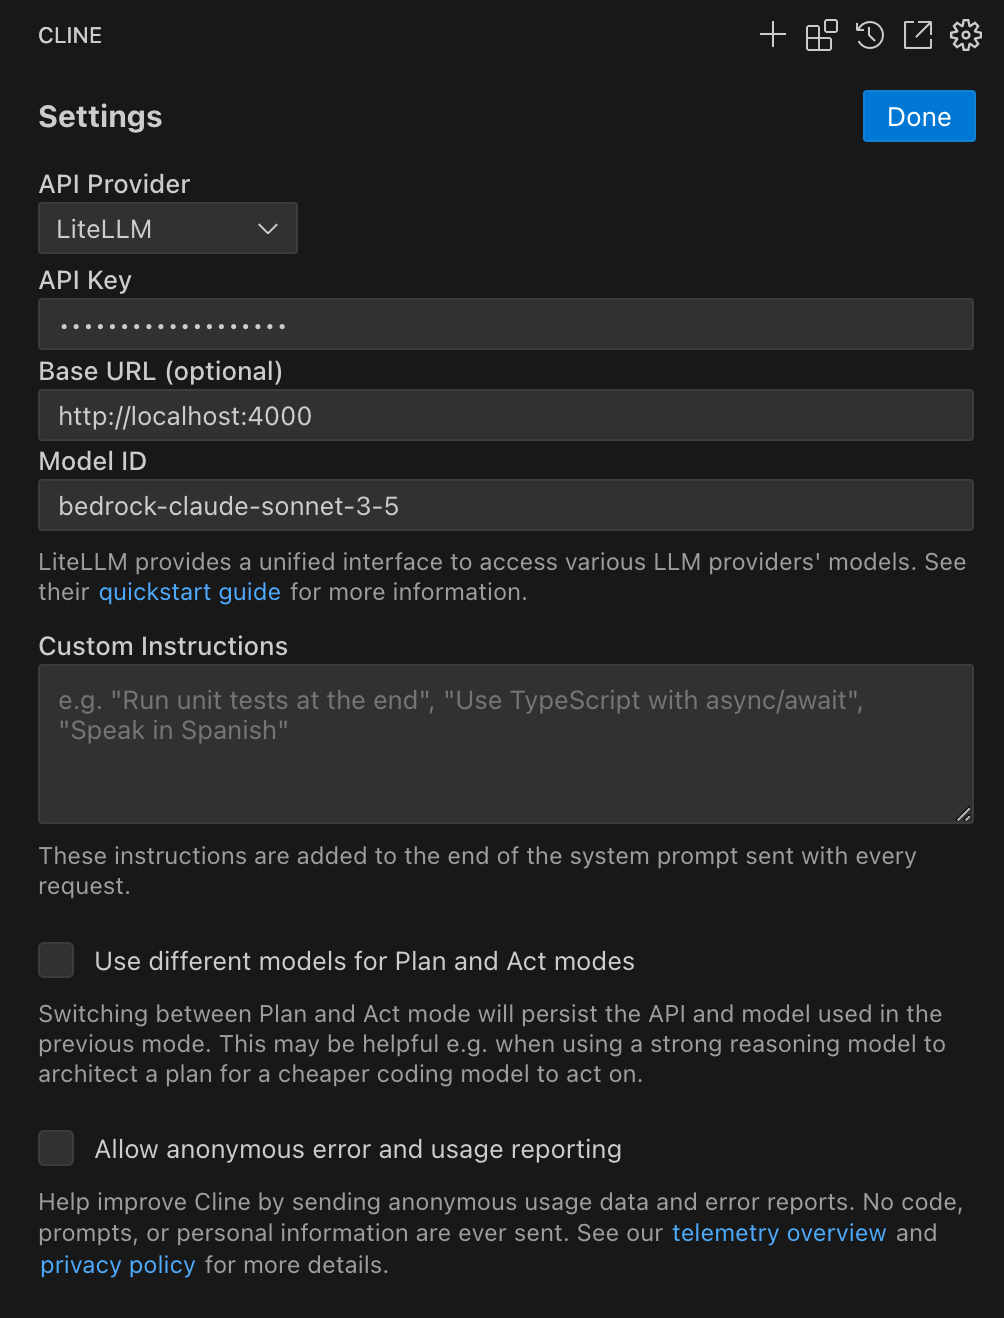 CLINE
Settings
Done
API Provider
LiteLLM
API Key
•••••••••••••••••••
Base URL (optional)
http://localhost:4000
Model ID
bedrock-claude-sonnet-3-5
LiteLLM provides a unified interface to access various LLM providers' models. See
their quickstart guide for more information.
Custom Instructions
e.g. "Run unit tests at the end", "Use TypeScript with async/await",
"Speak in Spanish"
These instructions are added to the end of the system prompt sent with every
request.
Use different models for Plan and Act modes
Switching between Plan and Act mode will persist the API and model used in the
previous mode. This may be helpful e.g. when using a strong reasoning model to
architect a plan for a cheaper coding model to act on.
Allow anonymous error and usage reporting
Help improve Cline by sending anonymous usage data and error reports. No code,
prompts, or personal information are ever sent. See our telemetry overview and
privacy policy for more details.